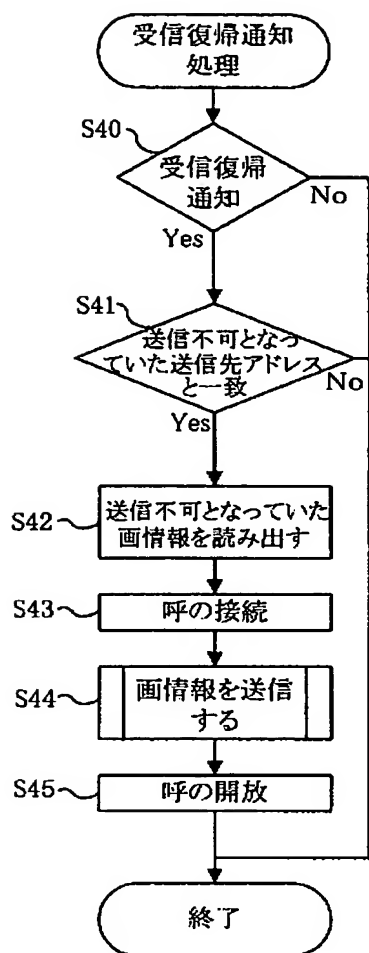 受信復帰通知
処理
S40
受信復帰
通知
No
Yes
S41
送信不可となっ
ていた送信先アドレス
と一致
No
Yes
S42
送信不可となっていた
画情報を読み出す
S43
呼の接続
S44
画情報を送信
する
S45
呼の開放
終了